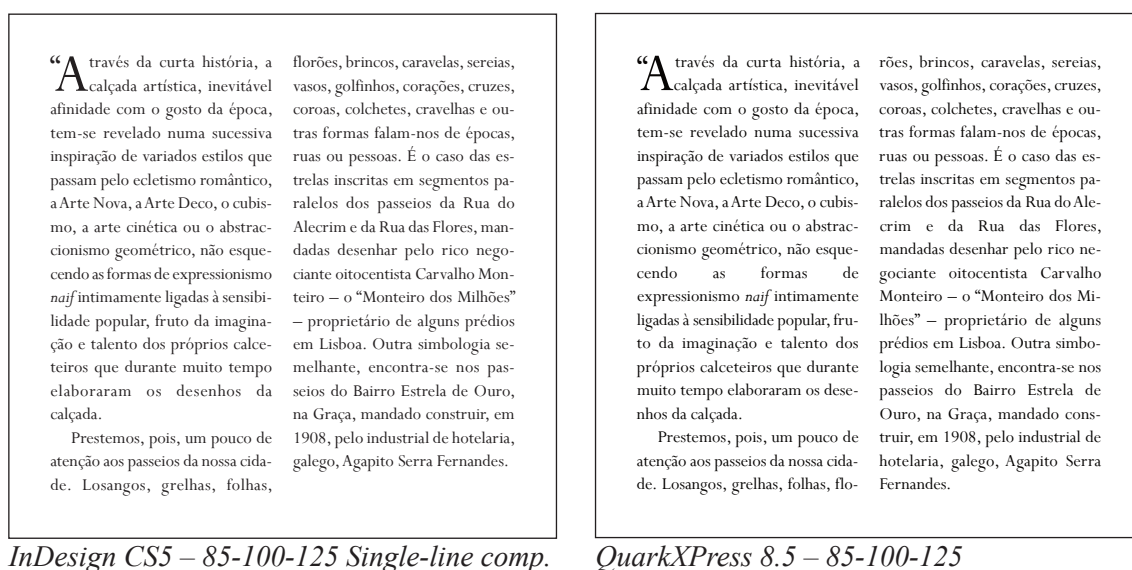 “A través da curta história, a
calçada artística, inevitável
afinidade com o gosto da época,
tem-se revelado numa sucessiva
inspiração de variados estilos que
passam pelo ecletismo romântico,
a Arte Nova, a Arte Deco, o cubis-
mo, a arte cinética ou o abstrac-
cionismo geométrico, não esque-
cendo as formas de expressionismo
naif intimamente ligadas à sensibi-
lidade popular, fruto da imagina-
ção e talento dos próprios calce-
teiros que durante muito tempo
elaboraram os desenhos da
calçada.
Prestemos, pois, um pouco de
atenção aos passeios da nossa cida-
de. Losangos, grelhas, folhas,
florões, brincos, caravelas, sereias,
vasos, golfinhos, corações, cruzes,
coroas, colchetes, cravelhas e ou-
tras formas falam-nos de épocas,
ruas ou pessoas. É o caso das es-
trelas inscritas em segmentos pa-
ralelos dos passeios da Rua do
Alecrim e da Rua das Flores, man-
dadas desenhar pelo rico nego-
ciante oitocentista Carvalho Mon-
teiro – o “Monteiro dos Milhões”
– proprietário de alguns prédios
em Lisboa. Outra simbologia se-
melhante, encontra-se nos pas-
seios do Bairro Estrela de Ouro,
na Graça, mandado construir, em
1908, pelo industrial de hotelaria,
galego, Agapito Serra Fernandes.
InDesign CS5 – 85-100-125 Single-line comp.
“A través da curta história, a
calçada artística, inevitável
afinidade com o gosto da época,
tem-se revelado numa sucessiva
inspiração de variados estilos que
passam pelo ecletismo romântico,
a Arte Nova, a Arte Deco, o cubis-
mo, a arte cinética ou o abstrac-
cionismo geométrico, não esque-
cendo as formas de
expressionismo naif intimamente
ligadas à sensibilidade popular, fru-
to da imaginação e talento dos
próprios calceteiros que durante
muito tempo elaboraram os dese-
nhos da calçada.
Prestemos, pois, um pouco de
atenção aos passeios da nossa cida-
de. Losangos, grelhas, folhas, flo-
rões, brincos, caravelas, sereias,
vasos, golfinhos, corações, cruzes,
coroas, colchetes, cravelhas e ou-
tras formas falam-nos de épocas,
ruas ou pessoas. É o caso das es-
trelas inscritas em segmentos pa-
ralelos dos passeios da Rua do Ale-
crim e da Rua das Flores,
mandadas desenhar pelo rico ne-
gociante oitocentista Carvalho
Monteiro – o “Monteiro dos Mi-
lhões” – proprietário de alguns
prédios em Lisboa. Outra simbo-
logia semelhante, encontra-se nos
passeios do Bairro Estrela de
Ouro, na Graça, mandado cons-
truir, em 1908, pelo industrial de
hotelaria, galego, Agapito Serra
Fernandes.
QuarkXPress 8.5 – 85-100-125